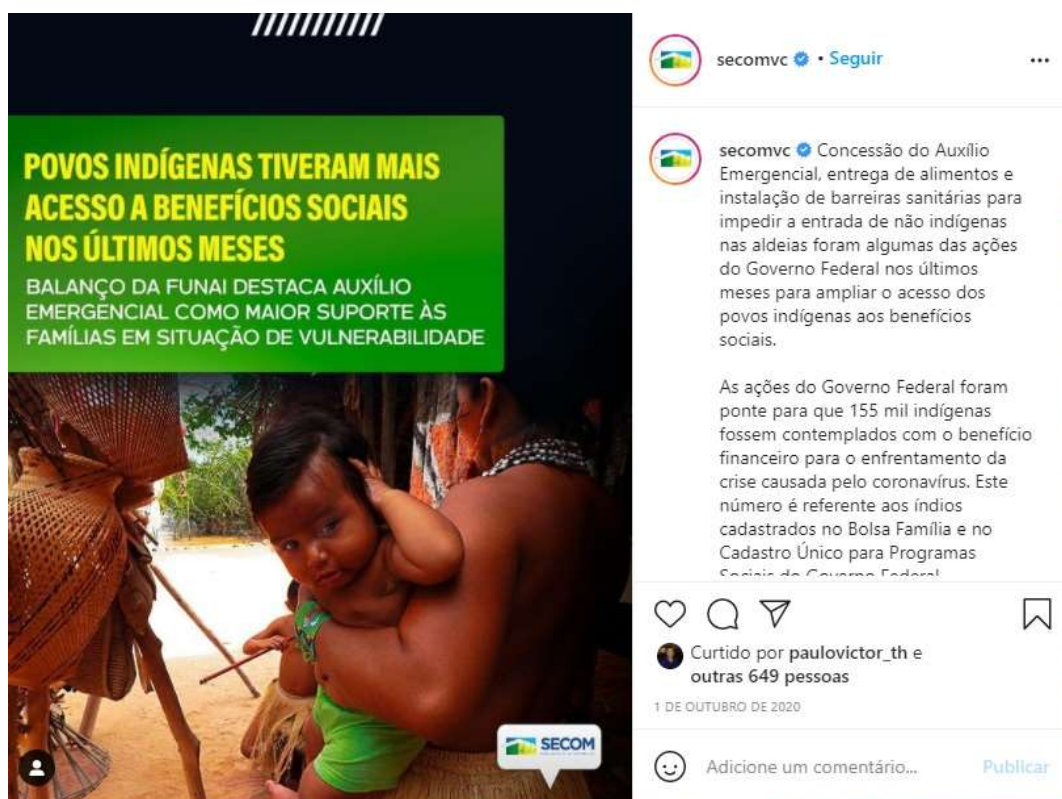 POVOS INDÍGENAS TIVERAM MAIS
ACESSO A BENEFÍCIOS SOCIAIS
NOS ÚLTIMOS MESES
BALANÇO DA FUNAI DESTACA AUXÍLIO
EMERGENCIAL COMO MAIOR SUPORTE ÀS
FAMÍLIAS EM SITUAÇÃO DE VULNERABILIDADE
SECOM
secomvc • Seguir
secomvc Concessão do Auxílio
Emergencial, entrega de alimentos e
instalação de barreiras sanitárias para
impedir a entrada de não indígenas
nas aldeias foram algumas das ações
do Governo Federal nos últimos
meses para ampliar o acesso dos
povos indígenas aos benefícios
sociais.
As ações do Governo Federal foram
ponte para que 155 mil indígenas
fossem contemplados com o benefício
financeiro para o enfrentamento da
crise causada pelo coronavírus. Este
número é referente aos índios
cadastrados no Bolsa Família e no
Cadastro Único para Programas
Sociais do Governo Federal
Curtido por paulovictor_th e
outras 649 pessoas
1 DE OUTUBRO DE 2020
Adicione um comentário... Publicar